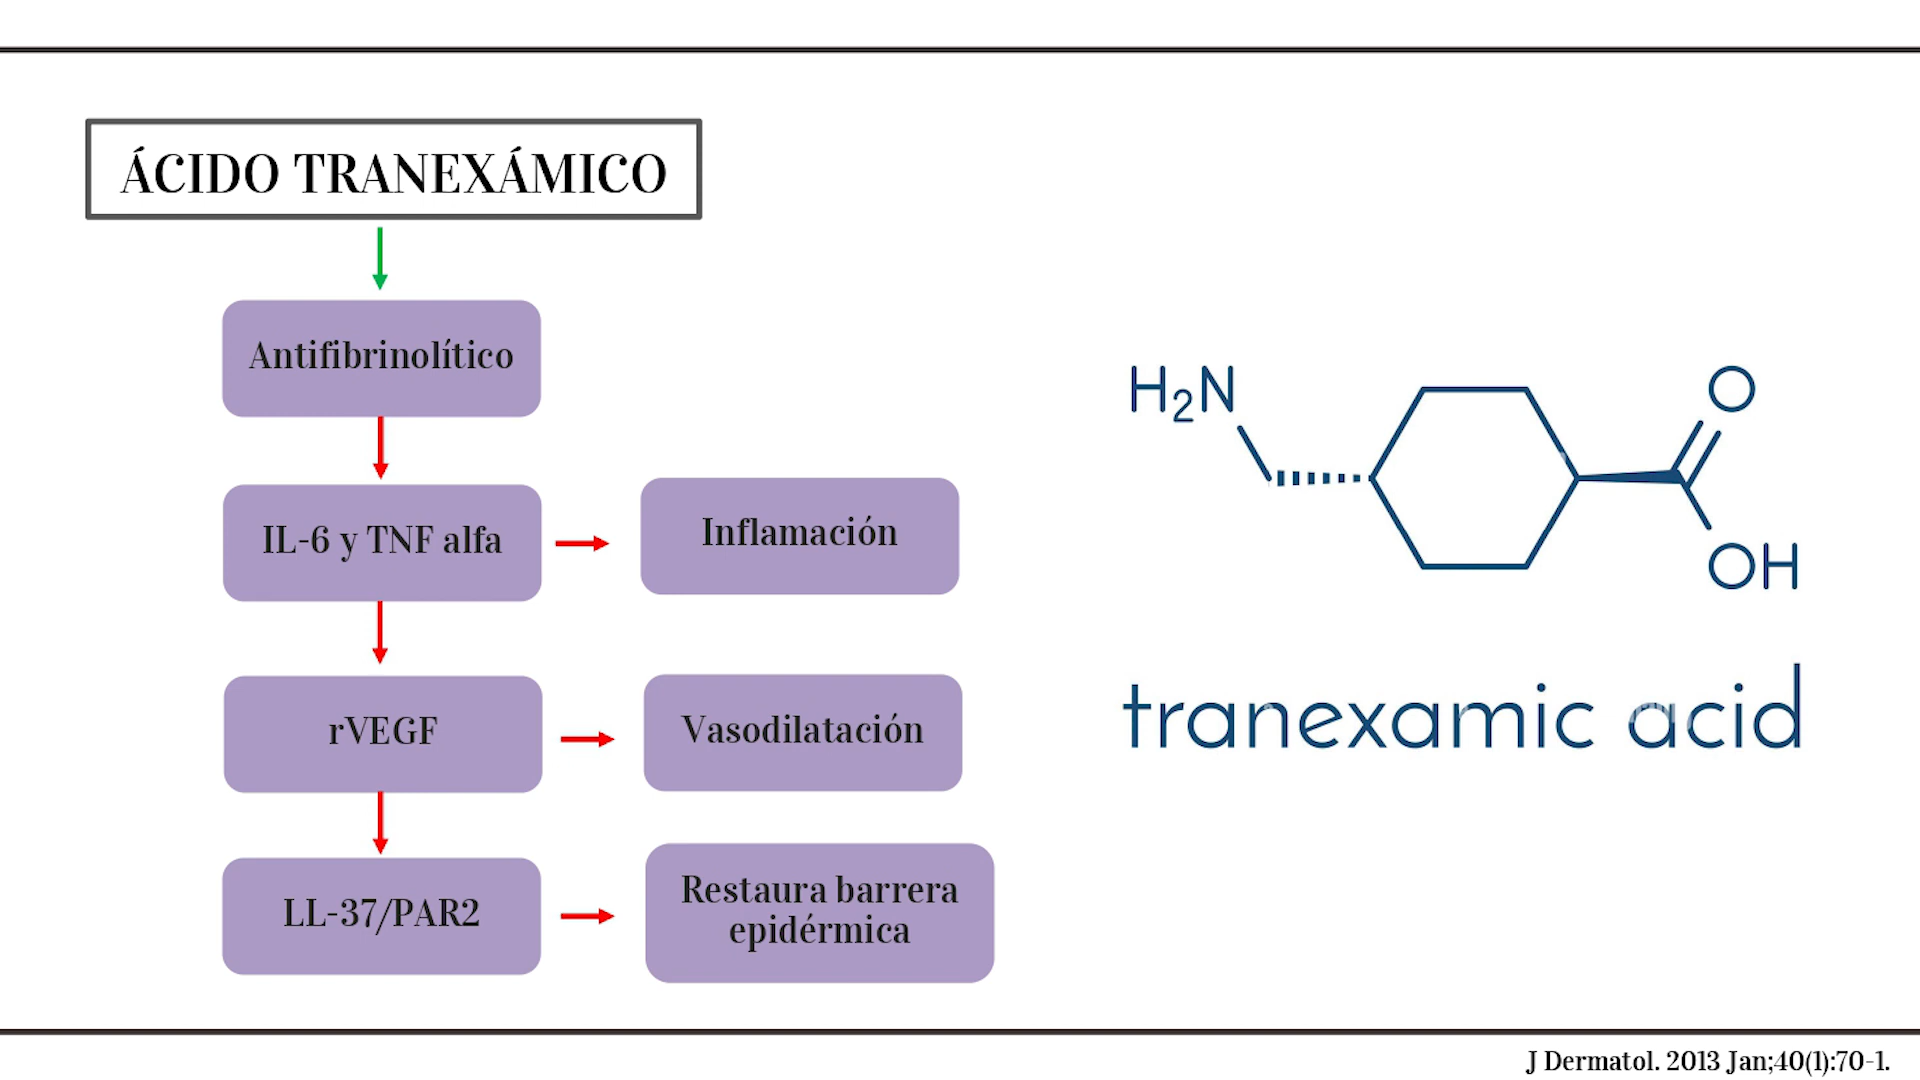 ÁCIDO TRANEXÁMICO
Antifibrinolítico
IL-6 y TNF alfa
Inflamación
rVEGF
Vasodilatación
LL-37/PAR2
Restaura barrera
epidérmica
H2N
O
OH
tranexamic acid
J Dermatol. 2013 Jan;40(1):70-1.